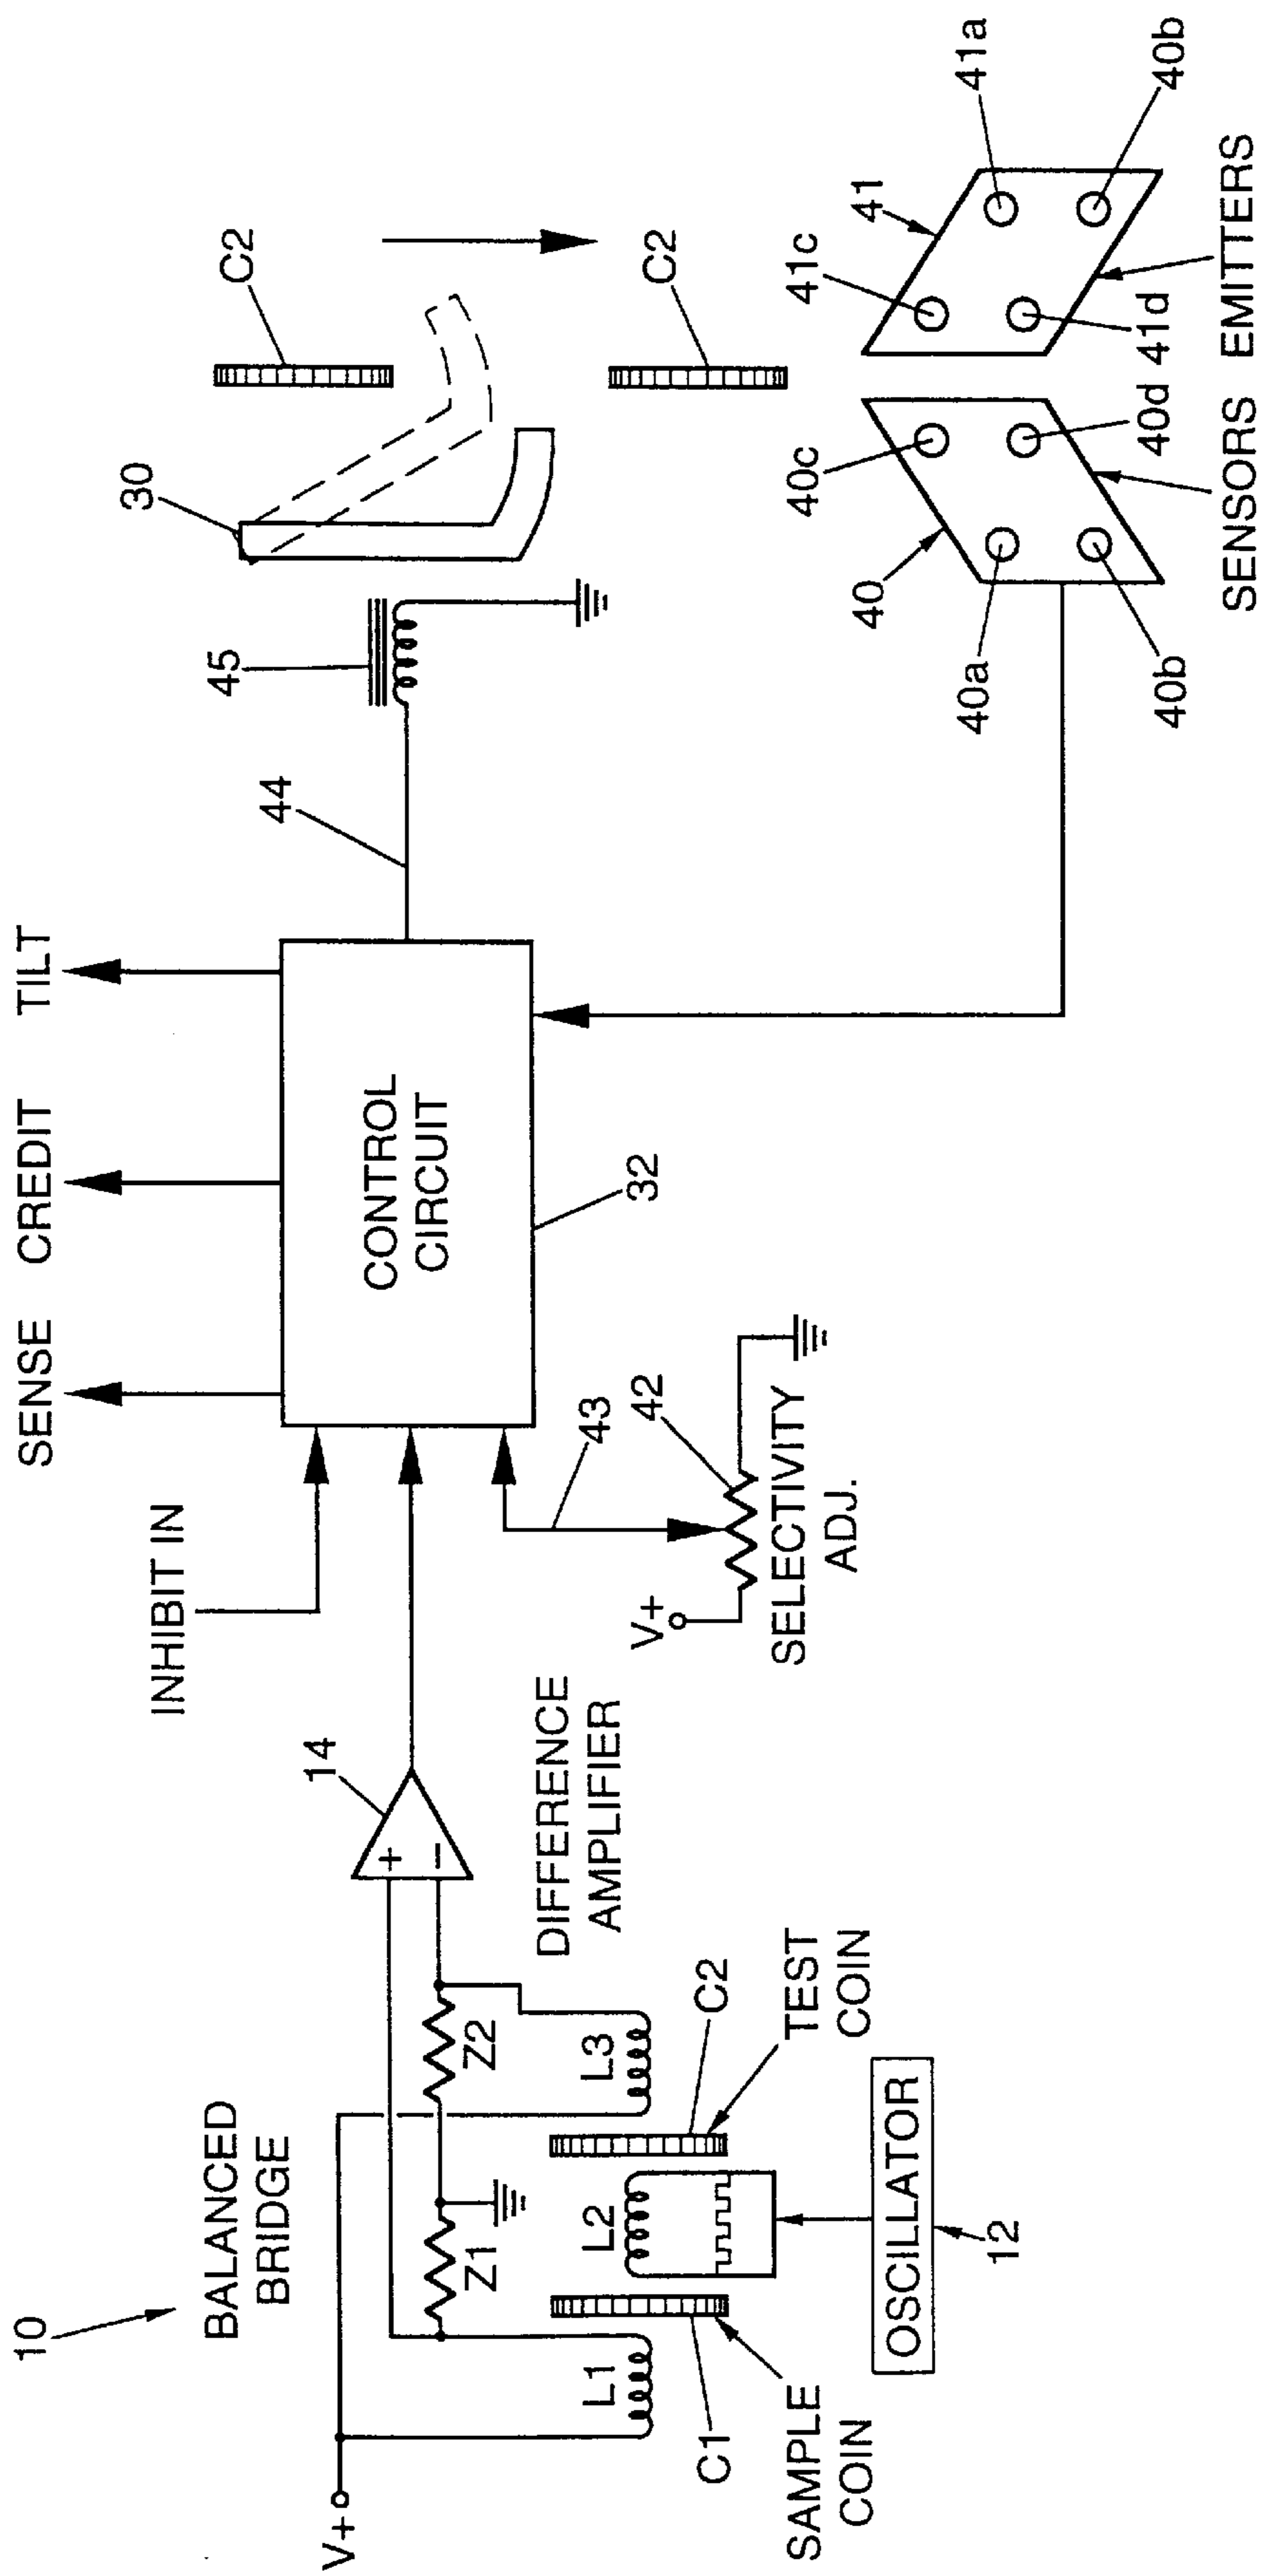 10
BALANCED
BRIDGE
V+
L1
Z1
Z2
L2
L3
C1
SAMPLE
COIN
C2
TEST
COIN
OSCILLATOR
12
14
+
−
DIFFERENCE
AMPLIFIER
INHIBIT IN
V+
42
43
SELECTIVITY
ADJ.
SENSE
CREDIT
TILT
CONTROL
CIRCUIT
32
44
45
30
C2
C2
40
40a
40b
40c
40d
SENSORS
41
41a
40b
41c
41d
EMITTERS